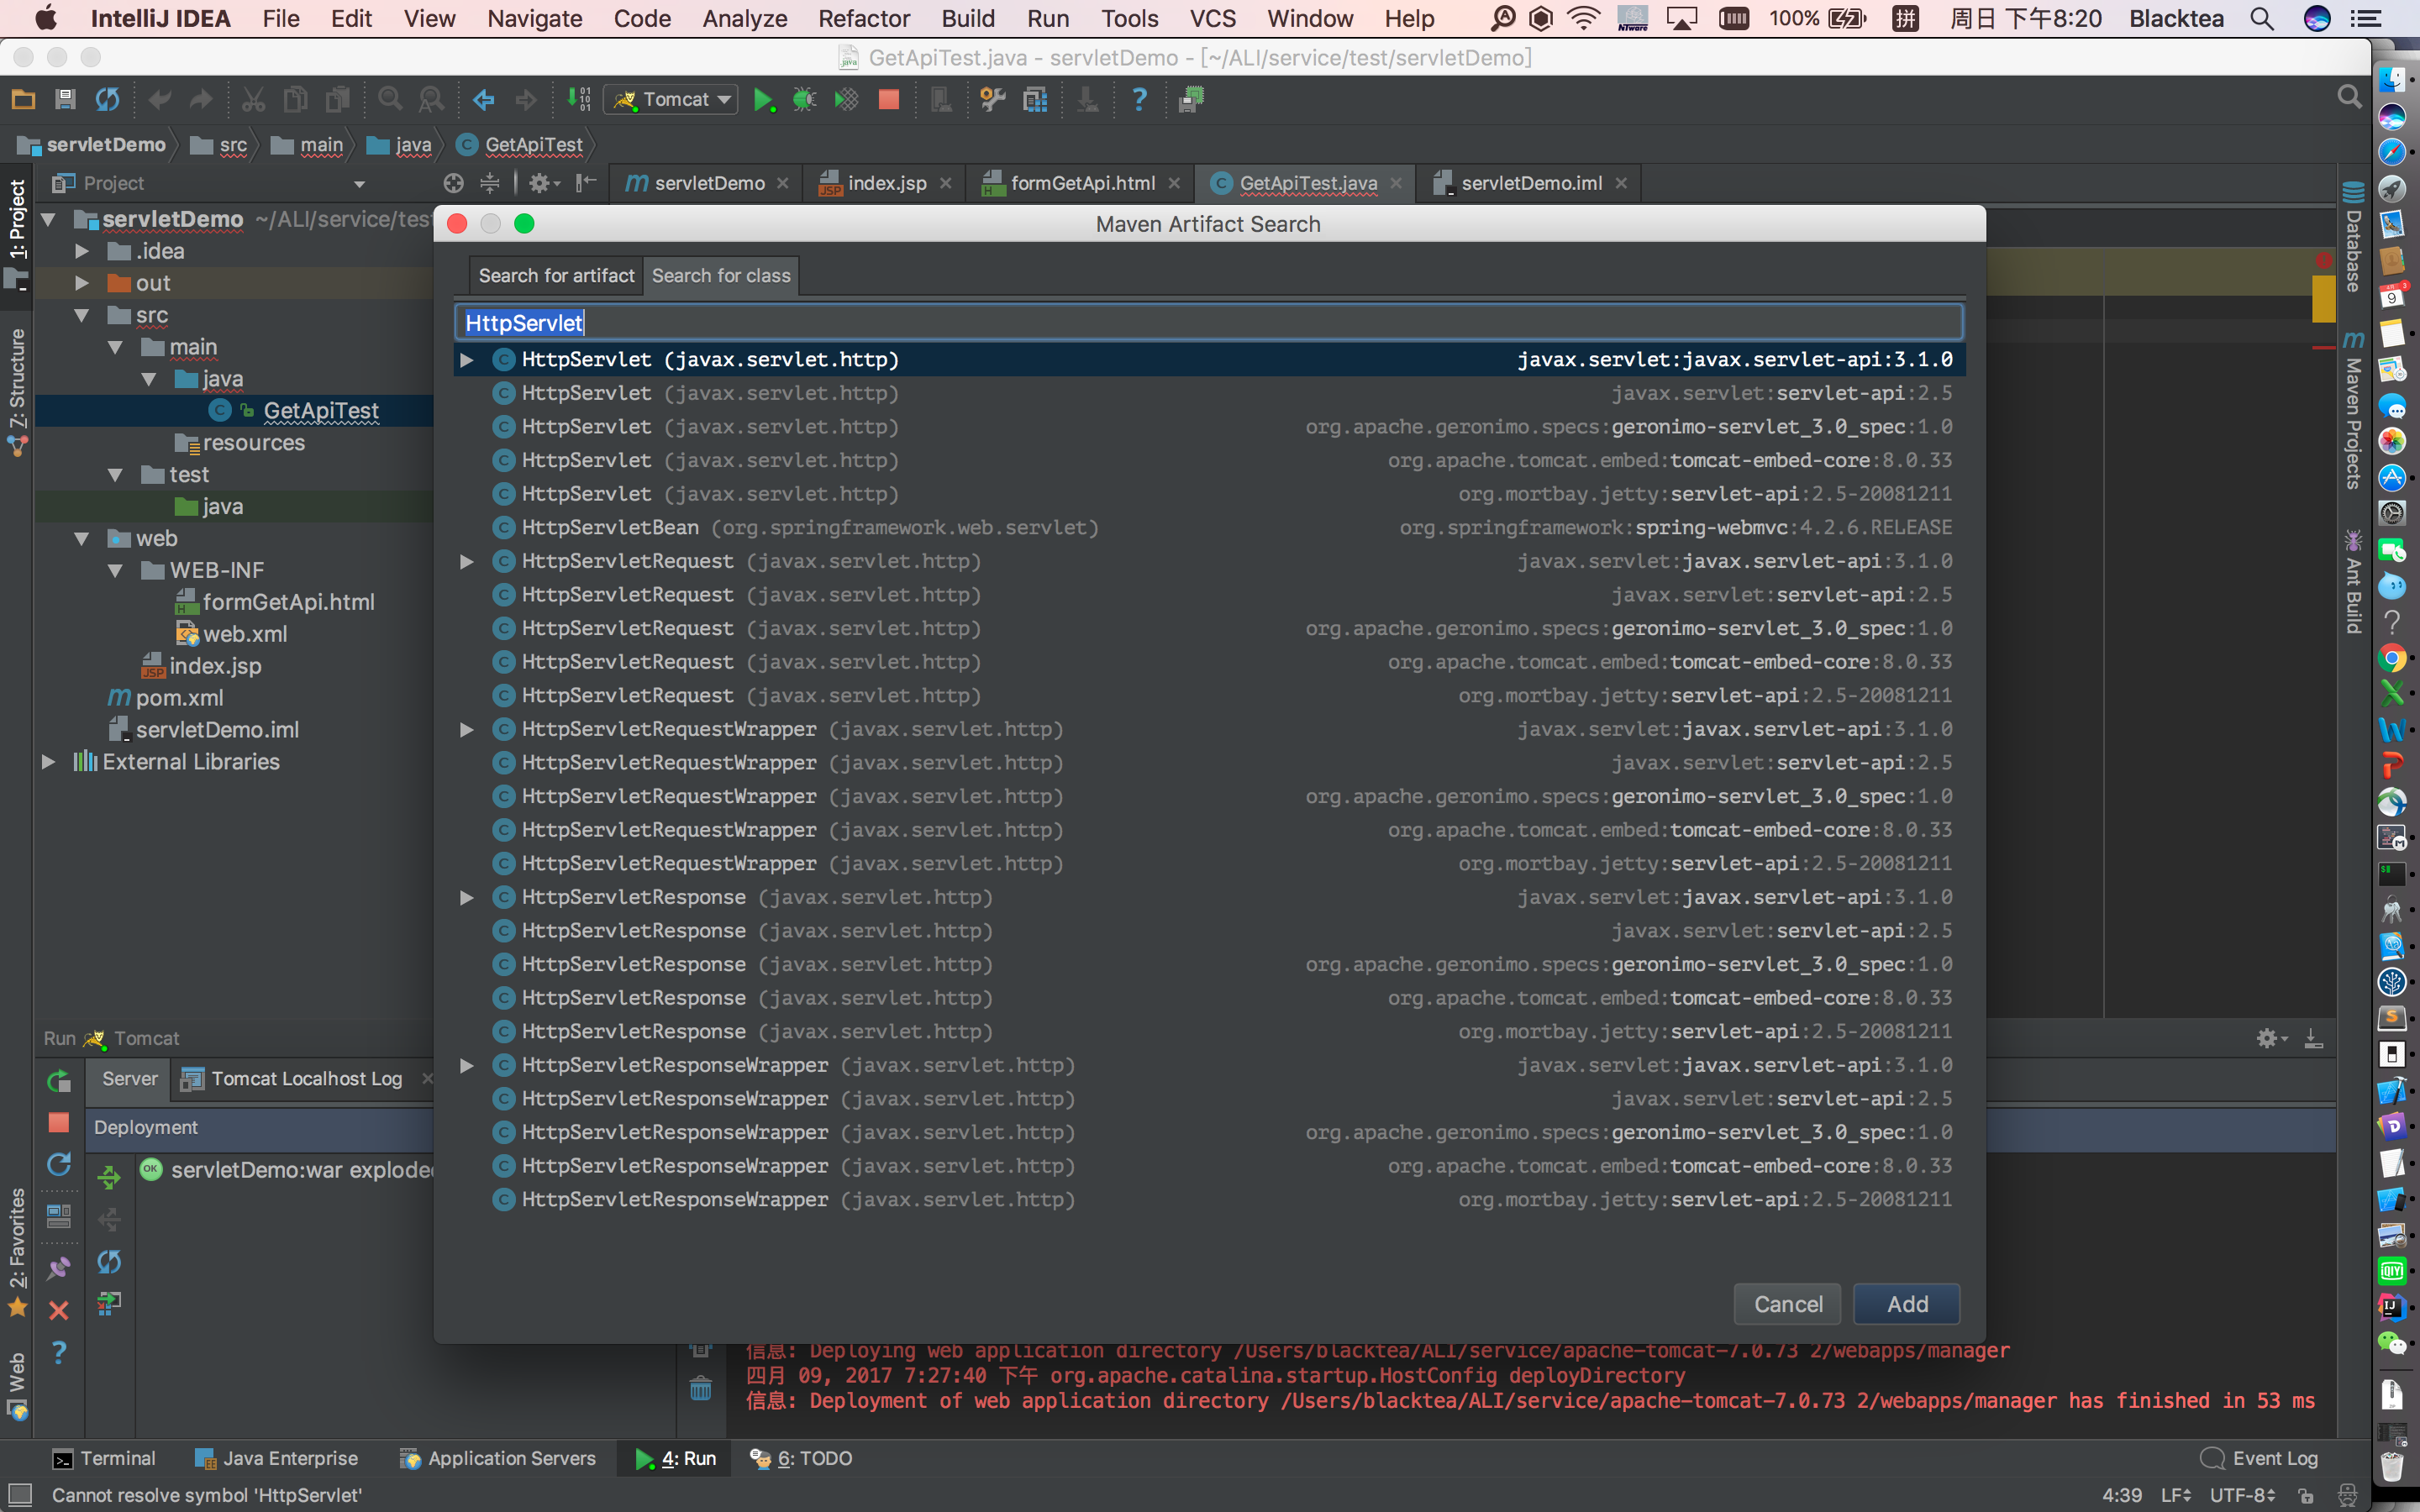 IntelliJ IDEA File Edit View Navigate Code Analyze Refactor Build Run Tools VCS Window Help 100% 拼 周日 下午8:20 Blacktea
GetApiTest.java - servletDemo - [~/ALI/service/test/servletDemo]
Tomcat
servletDemo src main java GetApiTest
Project servletDemo index.jsp formGetApi.html GetApiTest.java servletDemo.iml
1: Project
Z: Structure
2: Favorites
Web
servletDemo ~/ALI/service/test
.idea
out
src
main
java
GetApiTest
resources
test
java
web
WEB-INF
formGetApi.html
web.xml
index.jsp
pom.xml
servletDemo.iml
External Libraries
Maven Artifact Search
Search for artifact Search for class
HttpServlet
HttpServlet (javax.servlet.http) javax.servlet:javax.servlet-api:3.1.0
HttpServlet (javax.servlet.http) javax.servlet:servlet-api:2.5
HttpServlet (javax.servlet.http) org.apache.geronimo.specs:geronimo-servlet_3.0_spec:1.0
HttpServlet (javax.servlet.http) org.apache.tomcat.embed:tomcat-embed-core:8.0.33
HttpServlet (javax.servlet.http) org.mortbay.jetty:servlet-api:2.5-20081211
HttpServletBean (org.springframework.web.servlet) org.springframework:spring-webmvc:4.2.6.RELEASE
HttpServletRequest (javax.servlet.http) javax.servlet:javax.servlet-api:3.1.0
HttpServletRequest (javax.servlet.http) javax.servlet:servlet-api:2.5
HttpServletRequest (javax.servlet.http) org.apache.geronimo.specs:geronimo-servlet_3.0_spec:1.0
HttpServletRequest (javax.servlet.http) org.apache.tomcat.embed:tomcat-embed-core:8.0.33
HttpServletRequest (javax.servlet.http) org.mortbay.jetty:servlet-api:2.5-20081211
HttpServletRequestWrapper (javax.servlet.http) javax.servlet:javax.servlet-api:3.1.0
HttpServletRequestWrapper (javax.servlet.http) javax.servlet:servlet-api:2.5
HttpServletRequestWrapper (javax.servlet.http) org.apache.geronimo.specs:geronimo-servlet_3.0_spec:1.0
HttpServletRequestWrapper (javax.servlet.http) org.apache.tomcat.embed:tomcat-embed-core:8.0.33
HttpServletRequestWrapper (javax.servlet.http) org.mortbay.jetty:servlet-api:2.5-20081211
HttpServletResponse (javax.servlet.http) javax.servlet:javax.servlet-api:3.1.0
HttpServletResponse (javax.servlet.http) javax.servlet:servlet-api:2.5
HttpServletResponse (javax.servlet.http) org.apache.geronimo.specs:geronimo-servlet_3.0_spec:1.0
HttpServletResponse (javax.servlet.http) org.apache.tomcat.embed:tomcat-embed-core:8.0.33
HttpServletResponse (javax.servlet.http) org.mortbay.jetty:servlet-api:2.5-20081211
HttpServletResponseWrapper (javax.servlet.http) javax.servlet:javax.servlet-api:3.1.0
HttpServletResponseWrapper (javax.servlet.http) javax.servlet:servlet-api:2.5
HttpServletResponseWrapper (javax.servlet.http) org.apache.geronimo.specs:geronimo-servlet_3.0_spec:1.0
HttpServletResponseWrapper (javax.servlet.http) org.apache.tomcat.embed:tomcat-embed-core:8.0.33
HttpServletResponseWrapper (javax.servlet.http) org.mortbay.jetty:servlet-api:2.5-20081211
Cancel Add
Database
Maven Projects
Ant Build
Run Tomcat
Server Tomcat Localhost Log
Deployment
servletDemo:war exploded
信息: Deploying web application directory /Users/blacktea/ALI/service/apache-tomcat-7.0.73 2/webapps/manager
四月 09, 2017 7:27:40 下午 org.apache.catalina.startup.HostConfig deployDirectory
信息: Deployment of web application directory /Users/blacktea/ALI/service/apache-tomcat-7.0.73 2/webapps/manager has finished in 53 ms
Terminal Java Enterprise Application Servers 4: Run 6: TODO Event Log
Cannot resolve symbol 'HttpServlet' 4:39 LF UTF-8